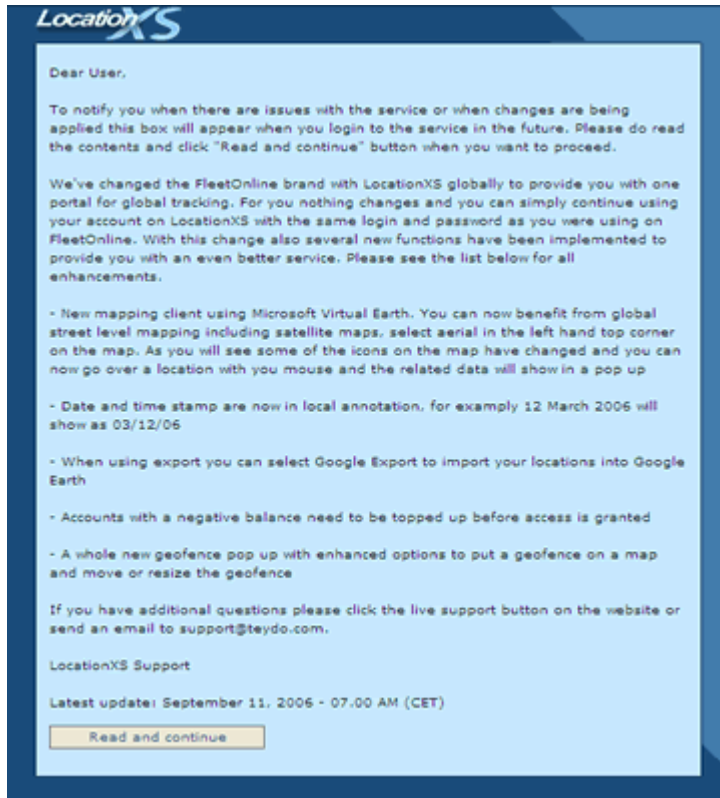 LocationXS
Dear User,
To notify you when there are issues with the service or when changes are being
applied this box will appear when you login to the service in the future. Please do read
the contents and click "Read and continue" button when you want to proceed.
We've changed the FleetOnline brand with LocationXS globally to provide you with one
portal for global tracking. For you nothing changes and you can simply continue using
your account on LocationXS with the same login and password as you were using on
FleetOnline. With this change also several new functions have been implemented to
provide you with an even better service. Please see the list below for all
enhancements.
- New mapping client using Microsoft Virtual Earth. You can now benefit from global
street level mapping including satellite maps, select aerial in the left hand top corner
on the map. As you will see some of the icons on the map have changed and you can
now go over a location with you mouse and the related data will show in a pop up
- Date and time stamp are now in local annotation, for examply 12 March 2006 will
show as 03/12/06
- When using export you can select Google Export to import your locations into Google
Earth
- Accounts with a negative balance need to be topped up before access is granted
- A whole new geofence pop up with enhanced options to put a geofence on a map
and move or resize the geofence
If you have additional questions please click the live support button on the website or
send an email to support@teydo.com.
LocationXS Support
Latest update: September 11, 2006 - 07.00 AM (CET)
Read and continue